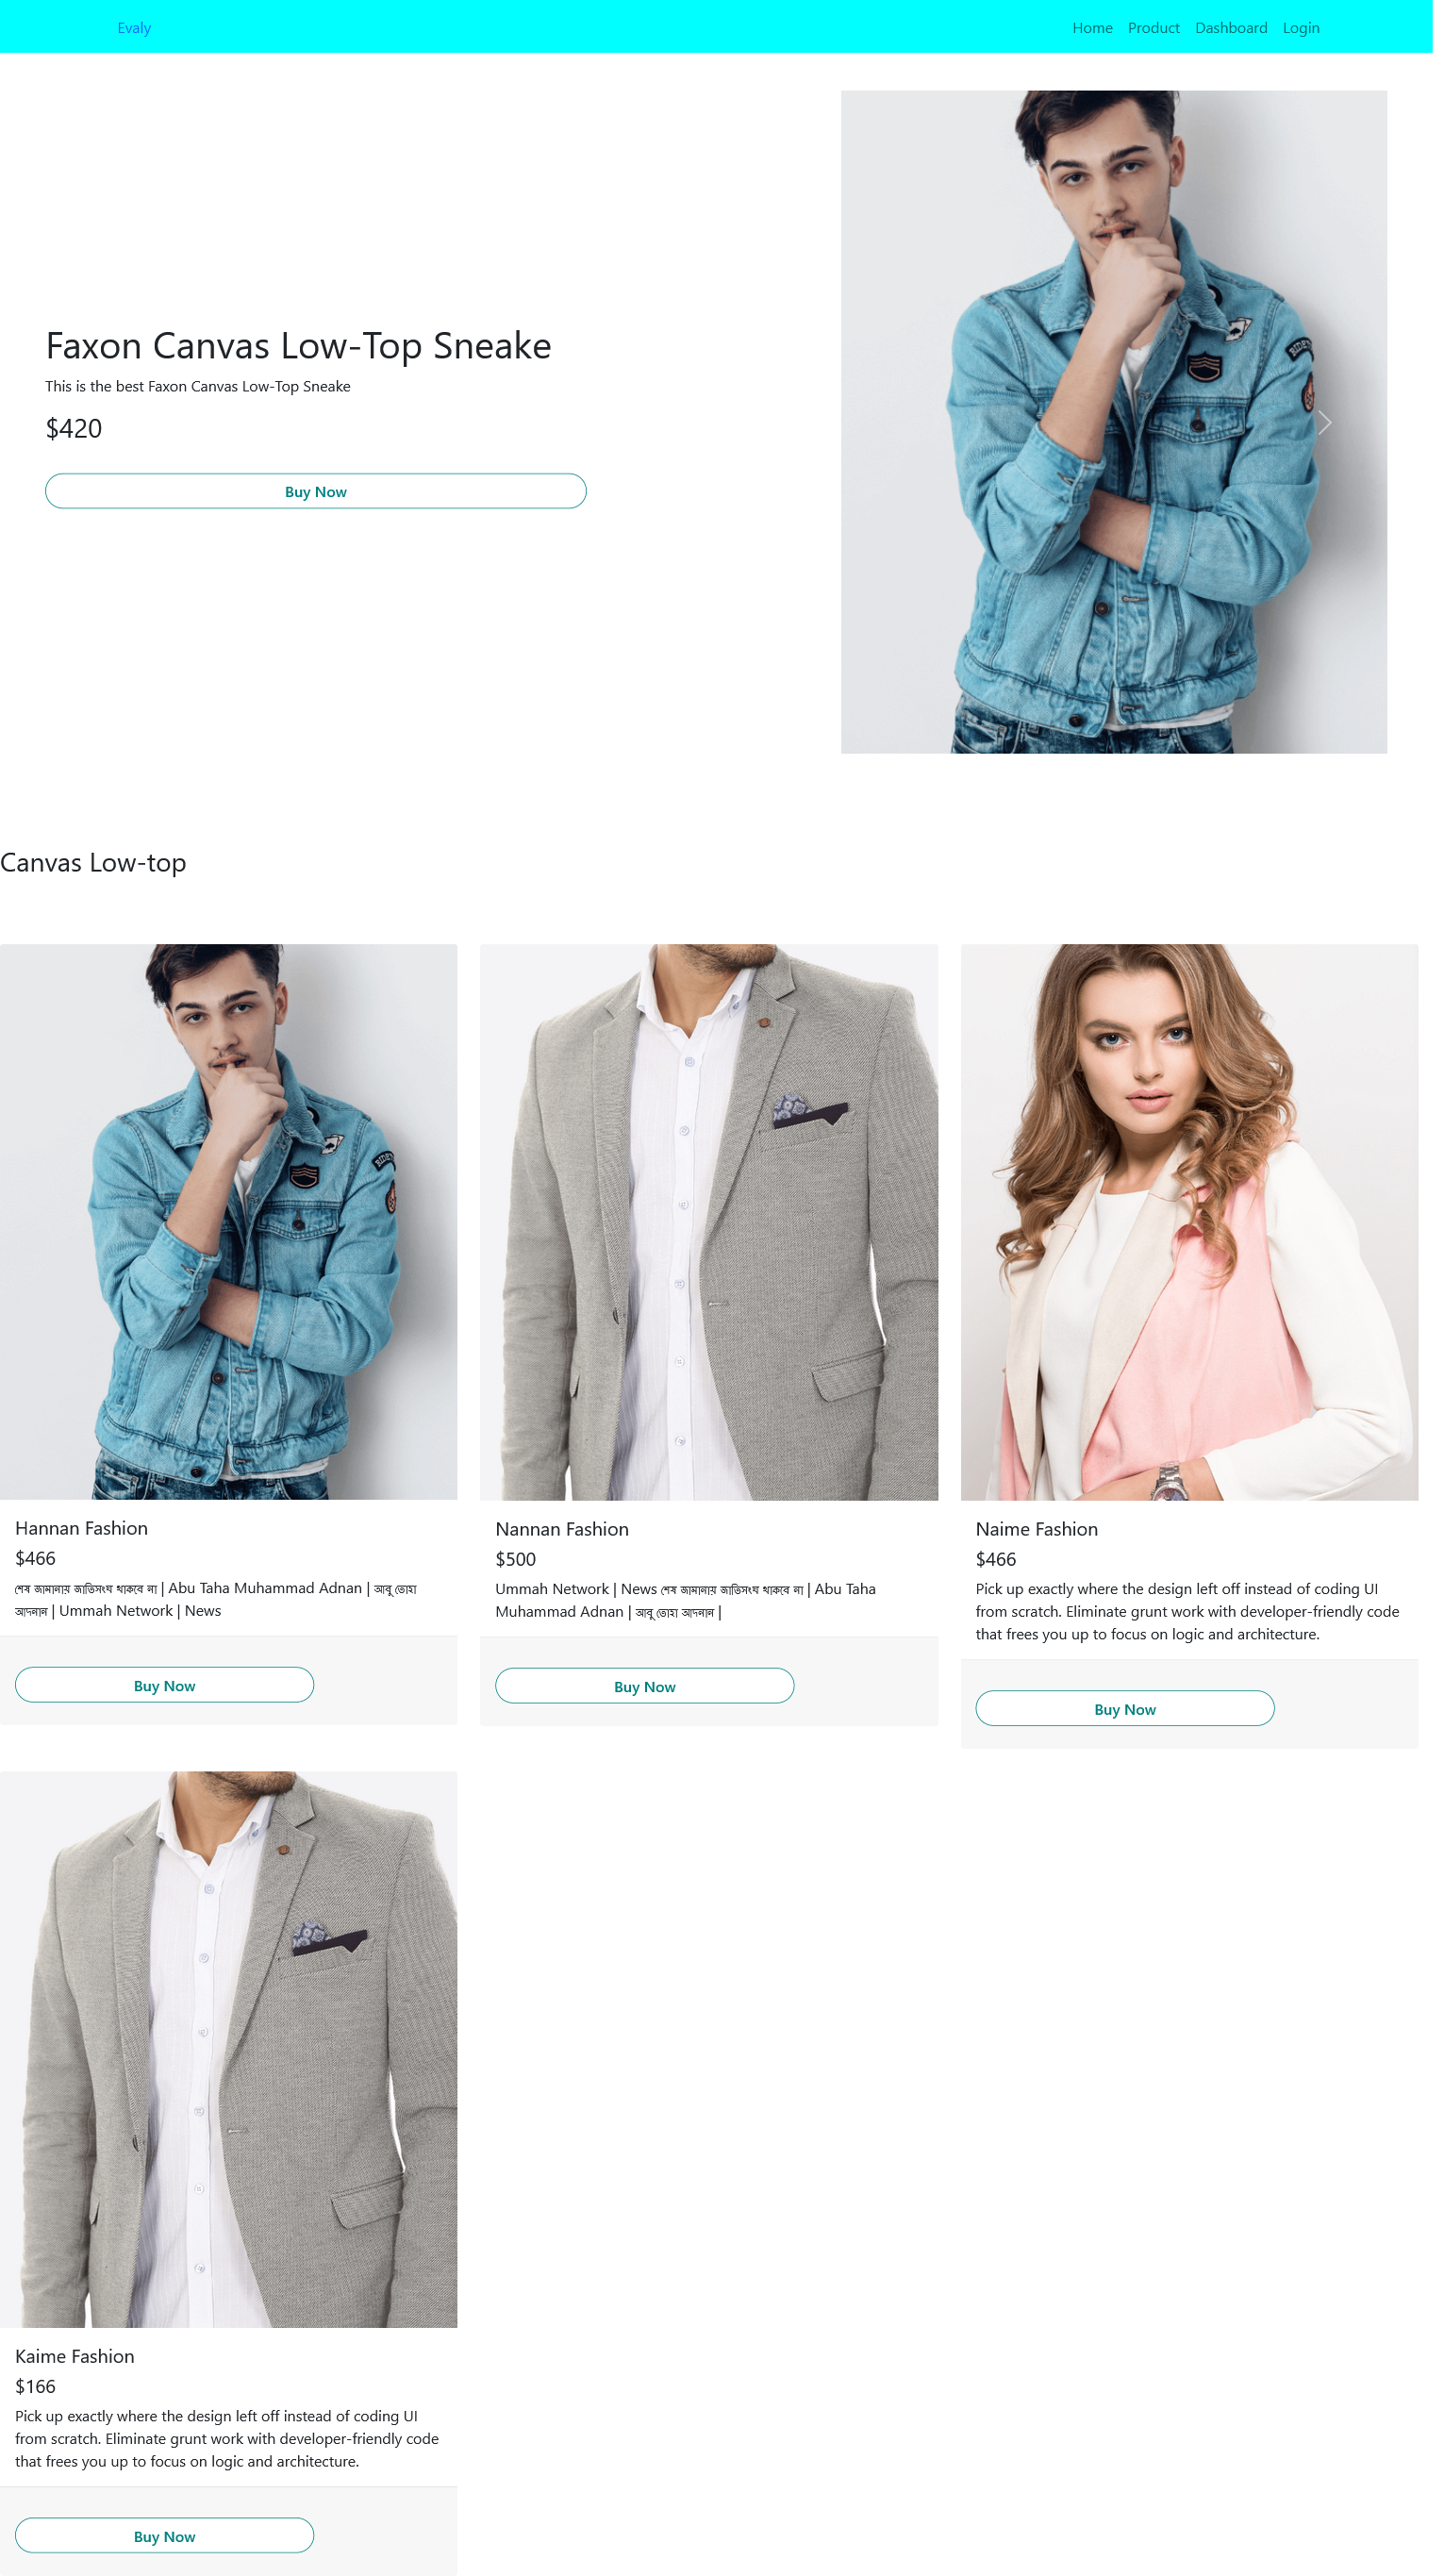 Evaly
Home Product Dashboard Login
Faxon Canvas Low-Top Sneake
This is the best Faxon Canvas Low-Top Sneake
$420
Buy Now
Canvas Low-top
Hannan Fashion
$466
শেষ জামানায় জাতিসংঘ থাকবে না | Abu Taha Muhammad Adnan | আবু তোহা
আদনান | Ummah Network | News
Buy Now
Nannan Fashion
$500
Ummah Network | News শেষ জামানায় জাতিসংঘ থাকবে না | Abu Taha
Muhammad Adnan | আবু তোহা আদনান |
Buy Now
Naime Fashion
$466
Pick up exactly where the design left off instead of coding UI
from scratch. Eliminate grunt work with developer-friendly code
that frees you up to focus on logic and architecture.
Buy Now
Kaime Fashion
$166
Pick up exactly where the design left off instead of coding UI
from scratch. Eliminate grunt work with developer-friendly code
that frees you up to focus on logic and architecture.
Buy Now